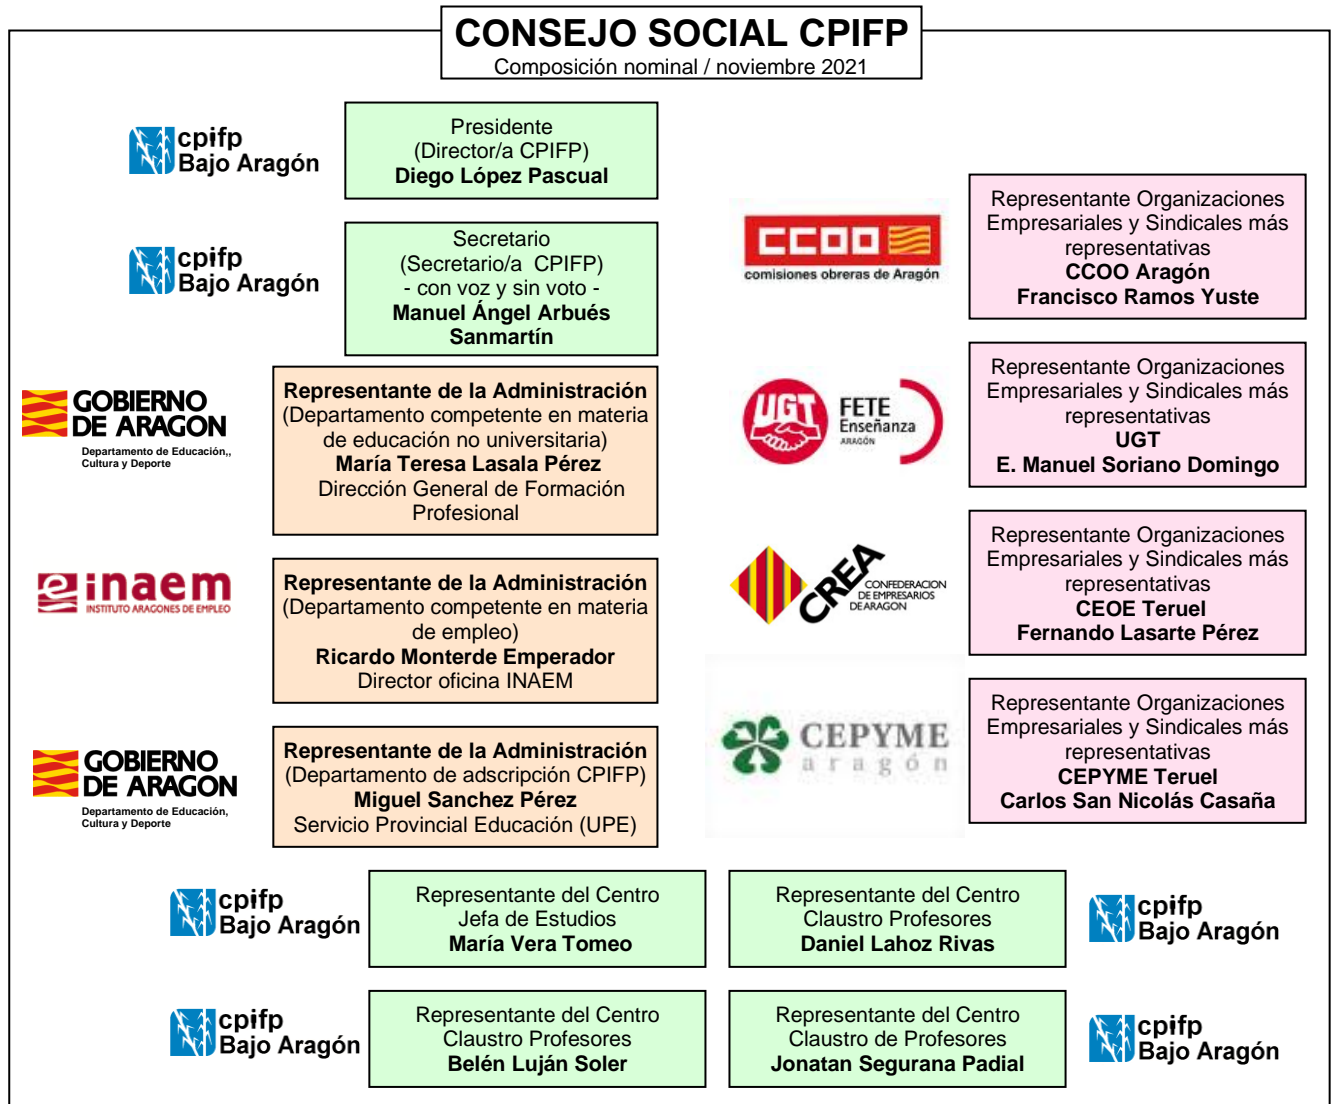 CONSEJO SOCIAL CPIFP
Composición nominal / noviembre 2021
cpifp
Bajo Aragón
Presidente
(Director/a CPIFP)
Diego López Pascual
cpifp
Bajo Aragón
Secretario
(Secretario/a CPIFP)
- con voz y sin voto -
Manuel Ángel Arbués
Sanmartín
GOBIERNO
DE ARAGON
Departamento de Educación,,
Cultura y Deporte
Representante de la Administración
(Departamento competente en materia
de educación no universitaria)
María Teresa Lasala Pérez
Dirección General de Formación
Profesional
inaem
INSTITUTO ARAGONES DE EMPLEO
Representante de la Administración
(Departamento competente en materia
de empleo)
Ricardo Monterde Emperador
Director oficina INAEM
GOBIERNO
DE ARAGON
Departamento de Educación,
Cultura y Deporte
Representante de la Administración
(Departamento de adscripción CPIFP)
Miguel Sanchez Pérez
Servicio Provincial Educación (UPE)
CCOO
comisiones obreras de Aragón
Representante Organizaciones
Empresariales y Sindicales más
representativas
CCOO Aragón
Francisco Ramos Yuste
UGT
FETE
Enseñanza
ARAGÓN
Representante Organizaciones
Empresariales y Sindicales más
representativas
UGT
E. Manuel Soriano Domingo
CREA
CONFEDERACION
DE EMPRESARIOS
DE ARAGON
Representante Organizaciones
Empresariales y Sindicales más
representativas
CEOE Teruel
Fernando Lasarte Pérez
CEPYME
aragón
Representante Organizaciones
Empresariales y Sindicales más
representativas
CEPYME Teruel
Carlos San Nicolás Casaña
cpifp
Bajo Aragón
Representante del Centro
Jefa de Estudios
María Vera Tomeo
Representante del Centro
Claustro Profesores
Daniel Lahoz Rivas
cpifp
Bajo Aragón
cpifp
Bajo Aragón
Representante del Centro
Claustro Profesores
Belén Luján Soler
Representante del Centro
Claustro de Profesores
Jonatan Segurana Padial
cpifp
Bajo Aragón